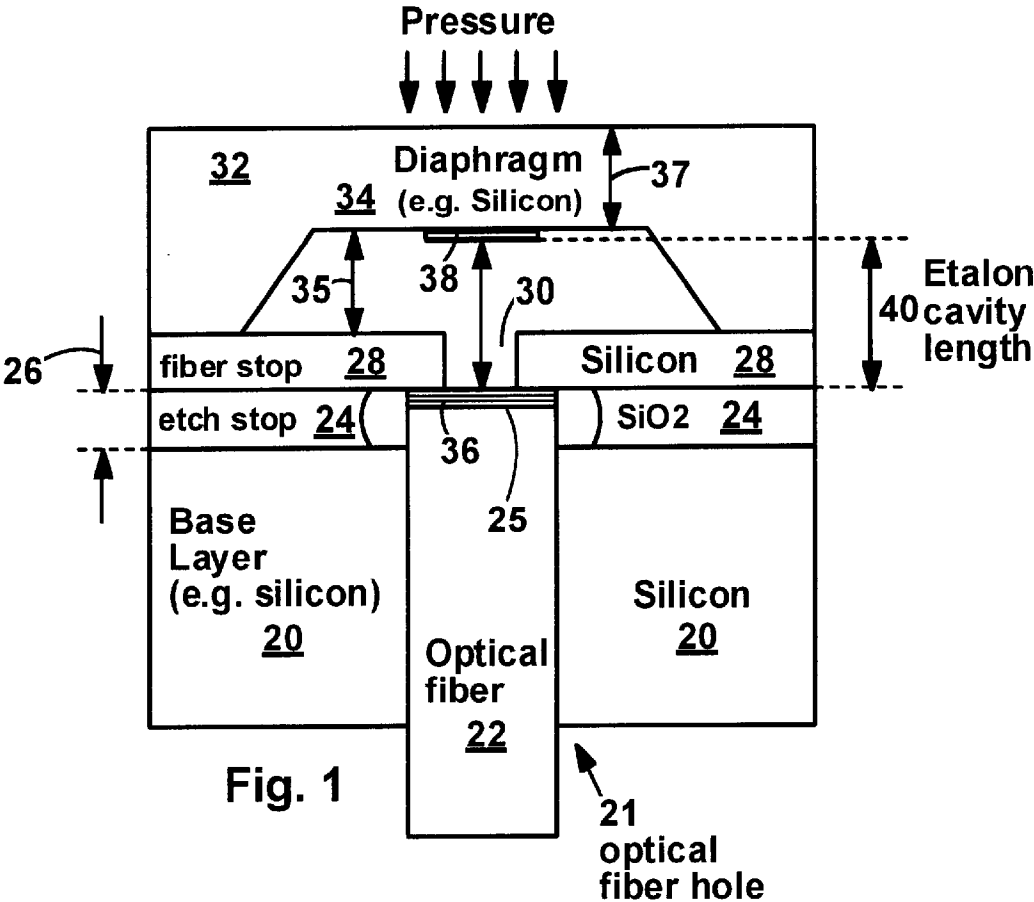 Pressure
32
Diaphragm
(e.g. Silicon)
37
34
38
35
30
Etalon
40 cavity
length
26
fiber stop 28
Silicon 28
etch stop 24
SiO2 24
36
25
Base
Layer
(e.g. silicon)
20
Silicon
20
Optical
fiber
22
Fig. 1
21
optical
fiber hole